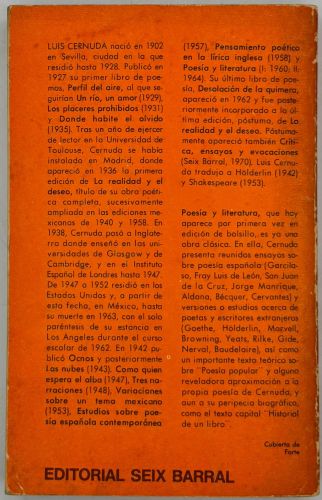 LUIS CERNUDA nació en 1902
en Sevilla, ciudad en la que
residió hasta 1928. Publicó en
1927 su primer libro de poe-
mas, Perfil del aire, al que se-
guirían Un río, un amor (1929),
Los placeres prohibidos (1931)
y Donde habite el olvido
(1935). Tras un año de ejercer
de lector en la Universidad de
Toulouse, Cernuda se había
instalado en Madrid, donde
apareció en 1936 la primera
edición de La realidad y el
deseo, título de su obra poéti-
ca completa, sucesivamente
ampliada en las ediciones mexi-
canas de 1940 y 1958. En
1938, Cernuda pasó a Inglate-
rra donde enseñó en las uni-
versidades de Glasgow y de
Cambridge, y en el Instituto
Español de Londres hasta 1947.
De 1947 a 1952 residió en los
Estados Unidos y, a partir de
esta fecha, en México, hasta
su muerte en 1963, con el solo
paréntesis de su estancia en
Los Angeles durante el curso
escolar de 1962. En 1942 pu-
blicó Ocnos y posteriormente
Las nubes (1943), Como quien
espera el alba (1947), Tres na-
rraciones (1948), Variaciones
sobre un tema mexicano
(1953), Estudios sobre poe-
sía española contemporánea
(1957), Pensamiento poético
en la lírica inglesa (1958) y
Poesía y literatura (I: 1960; II:
1964). Su último libro de poe-
sía, Desolación de la quimera,
apareció en 1962 y fue poste-
riormente incorporado a la úl-
tima edición, póstuma, de La
realidad y el deseo. Póstuma-
mente apareció también Críti-
ca, ensayos y evocaciones
(Seix Barral, 1970). Luis Cernu-
da tradujo a Hölderlin (1942)
y Shakespeare (1953).
Poesía y literatura, que hoy
aparece por primera vez en
edición de bolsillo, es ya una
obra clásica. En ella, Cernuda
presenta reunidos ensayos so-
bre poesía española (Garcila-
so, Fray Luis de León, San Juan
de la Cruz, Jorge Manrique,
Aldana, Bécquer, Cervantes) y
versiones o estudios acerca de
poetas y escritores extranjeros
(Goethe, Hölderlin, Marvell,
Browning, Yeats, Rilke, Gide,
Nerval, Baudelaire), así como
un importante texto teórico so-
bre "Poesía popular" y alguna
reveladora aproximación a la
propia poesía de Cernuda, y
aun a su peripecia biográfica,
como el texto capital "Historial
de un libro".
Cubierta de
Forte
EDITORIAL SEIX BARRAL